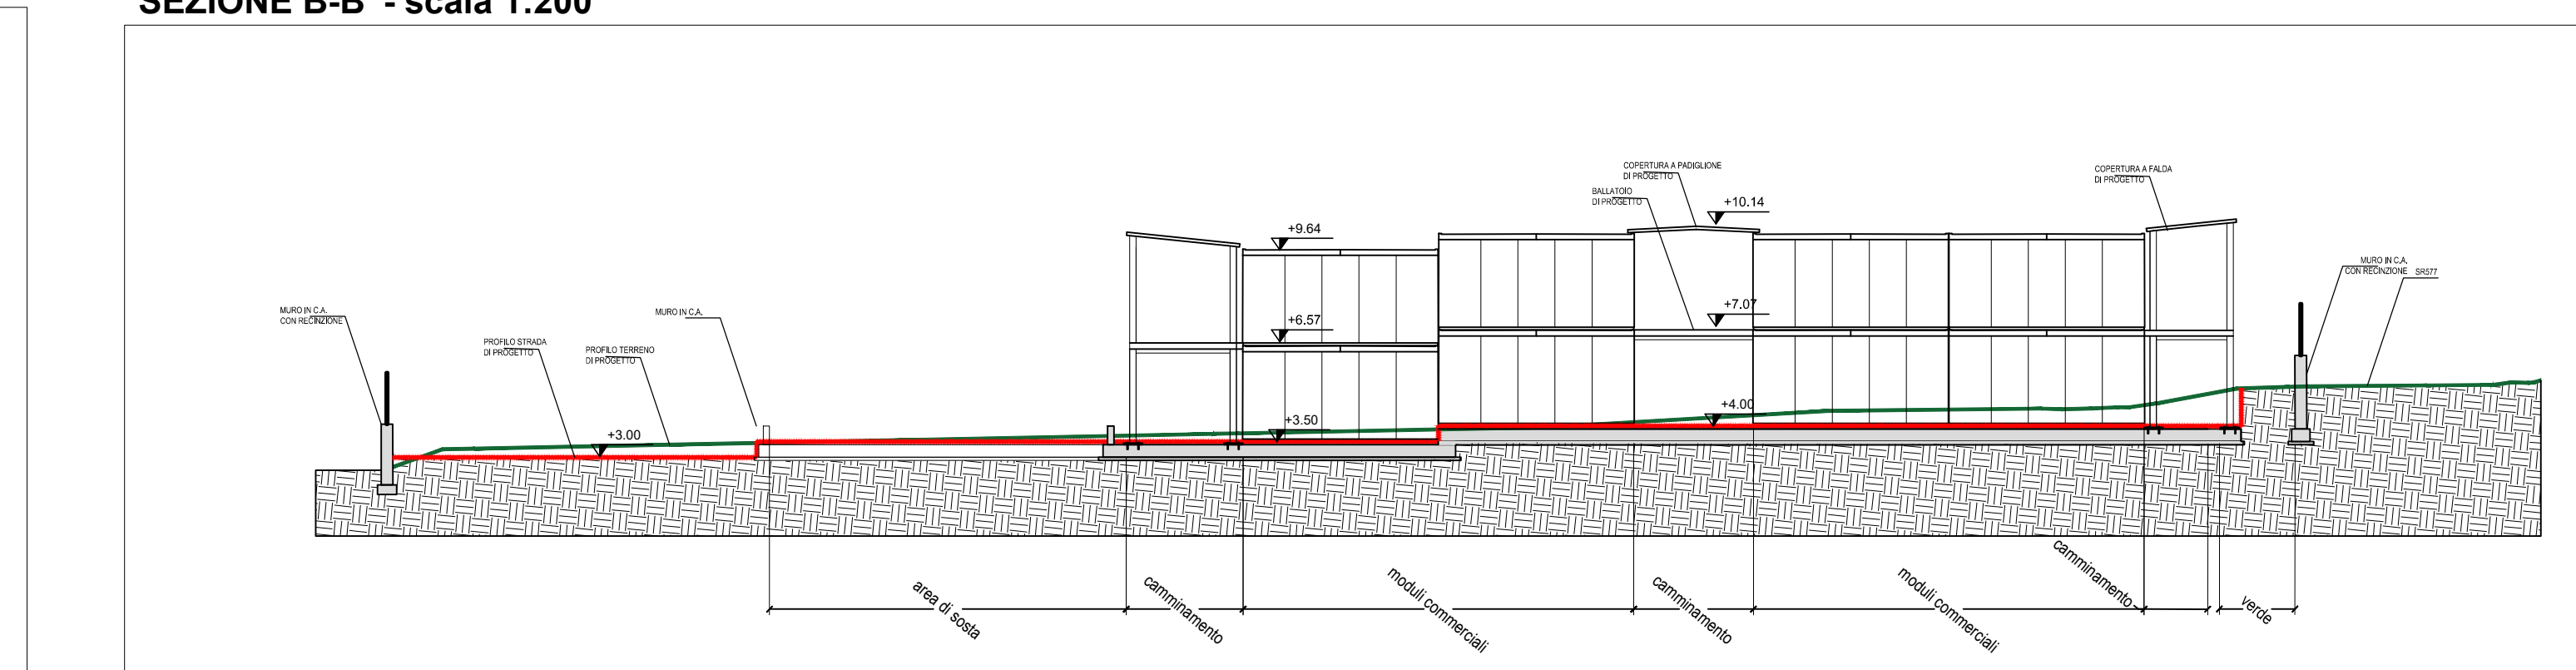 SEZIONE B-B' - scala 1:200
COPERTURA A PADIGLIONE
DI PROGETTO
COPERTURA A FALDA
DI PROGETTO
BALLATOIO
DI PROGETTO
+10.14
+9.64
MURO IN C.A.
CON RECINZIONE
SR577
+7.07
MURO IN C.A.
CON RECINZIONE
MURO IN C.A.
+6.57
PROFILO STRADA
DI PROGETTO
PROFILO TERRENO
DI PROGETTO
+4.00
+3.50
+3.00
area di sosta
camminamento
moduli commerciali
camminamento
moduli commerciali
camminamento
verde